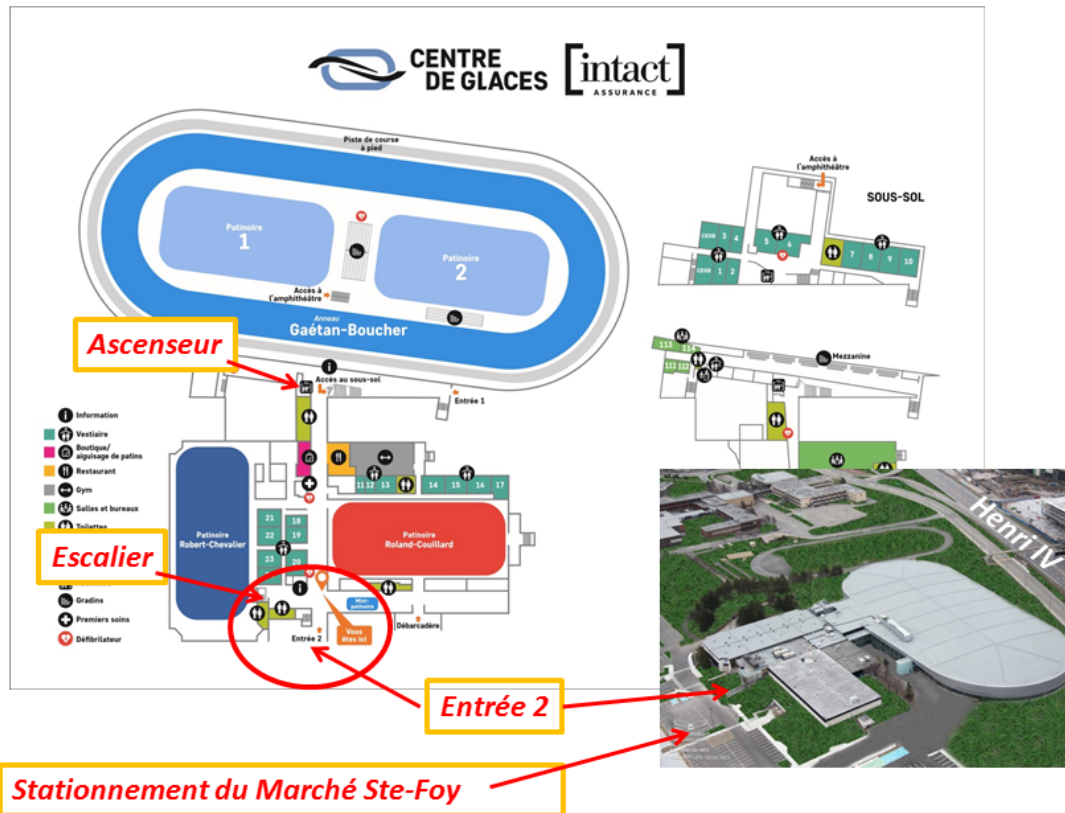 CENTRE
DE GLACES
intact
ASSURANCE
Piste de course
à pied
Patinoire
1
Patinoire
2
Accès à
l'amphithéâtre
Anneau
Gaétan-Boucher
Accès à
l'amphithéâtre
SOUS-SOL
CSSR 3 4
5 6
7 8 9 10
CSSR 1 2
Ascenseur
Accès au sous-sol
Entrée 1
113 114
111 112
Mezzanine
Information
Vestiaire
Boutique/
aiguisage de patins
Restaurant
Gym
Salles et bureaux
Toilettes
Gradins
Premiers soins
Défibrilateur
11 12 13
14 15 16 17
Patinoire
Robert-Chevalier
21 18
22 19
23 20
Patinoire
Roland-Couillard
Escalier
Mini-
patinoire
Vous
êtes ici
Entrée 2
Débarcadère
Henri IV
Entrée 2
Stationnement du Marché Ste-Foy